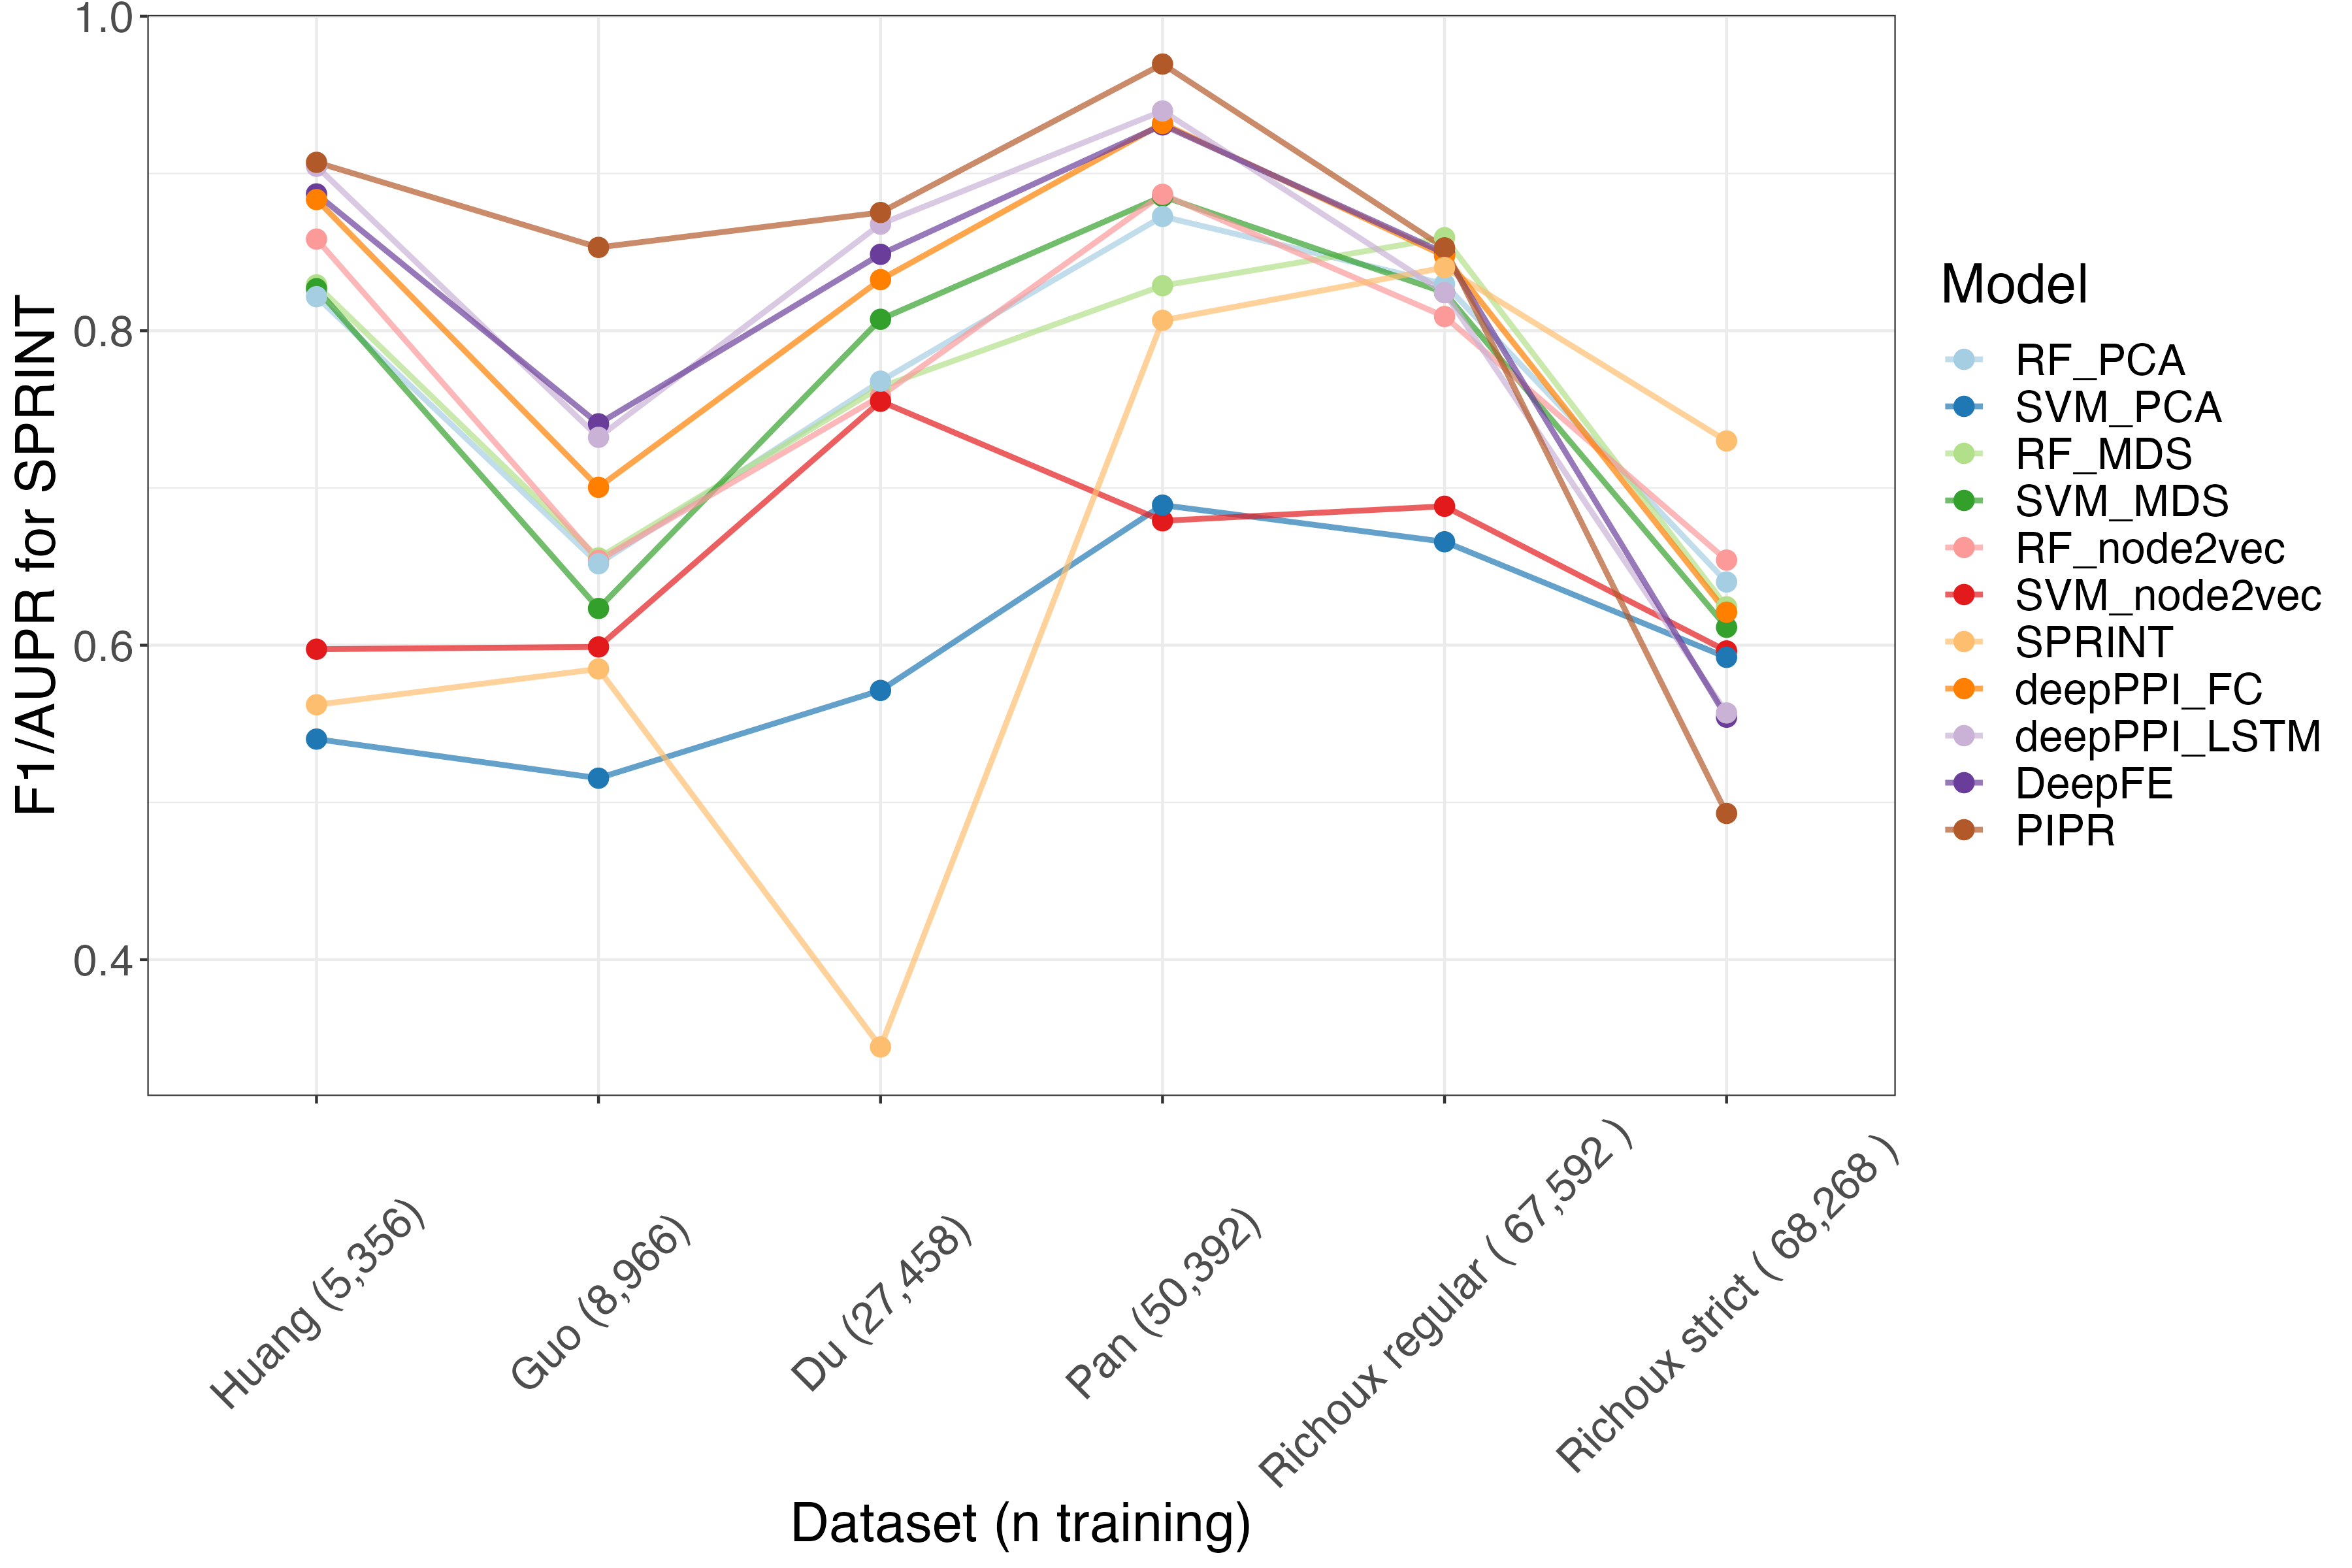 F1/AUPR for SPRINT
1.0
0.8
0.6
0.4
Huang (5,356)
Guo (8,966)
Du (27,458)
Pan (50,392)
Richoux regular ( 67,592 )
Richoux strict ( 68,268 )
Dataset (n training)
Model
RF_PCA
SVM_PCA
RF_MDS
SVM_MDS
RF_node2vec
SVM_node2vec
SPRINT
deepPPI_FC
deepPPI_LSTM
DeepFE
PIPR